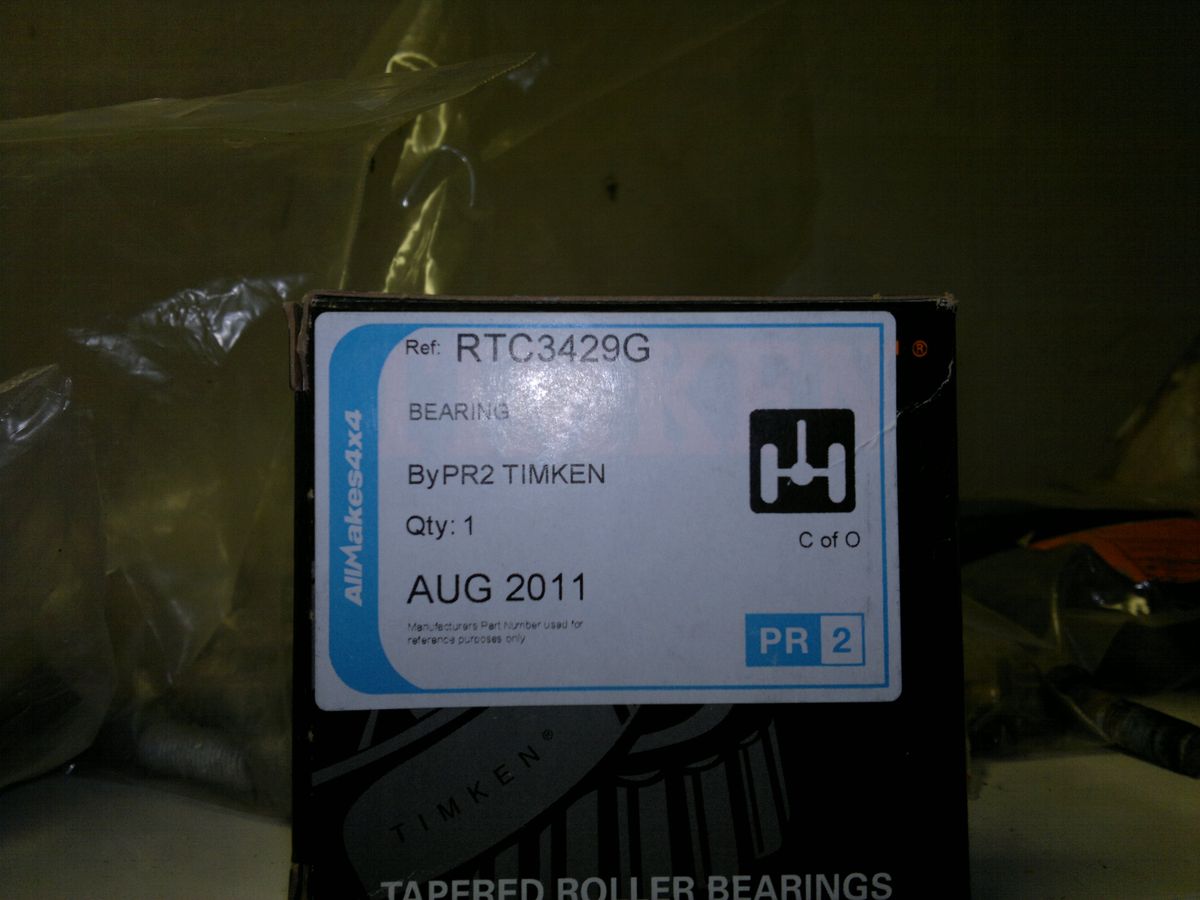 AllMakes4x4
Ref: RTC3429G
®
BEARING
ByPR2 TIMKEN
Qty: 1
C of O
AUG 2011
Manufacturers Part Number used for
reference purposes only
PR 2
TIMKEN®
TAPERED ROLLER BEARINGS